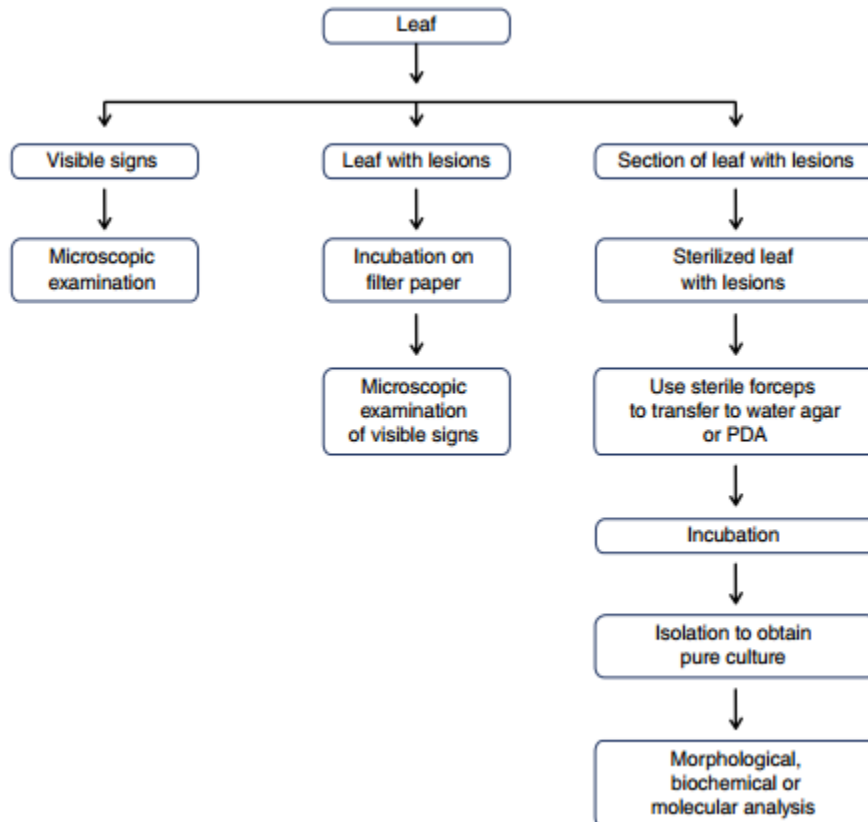 Leaf
Visible signs
Leaf with lesions
Section of leaf with lesions
Microscopic
examination
Incubation on
filter paper
Sterilized leaf
with lesions
Microscopic
examination
of visible signs
Use sterile forceps
to transfer to water agar
or PDA
Incubation
Isolation to obtain
pure culture
Morphological,
biochemical or
molecular analysis